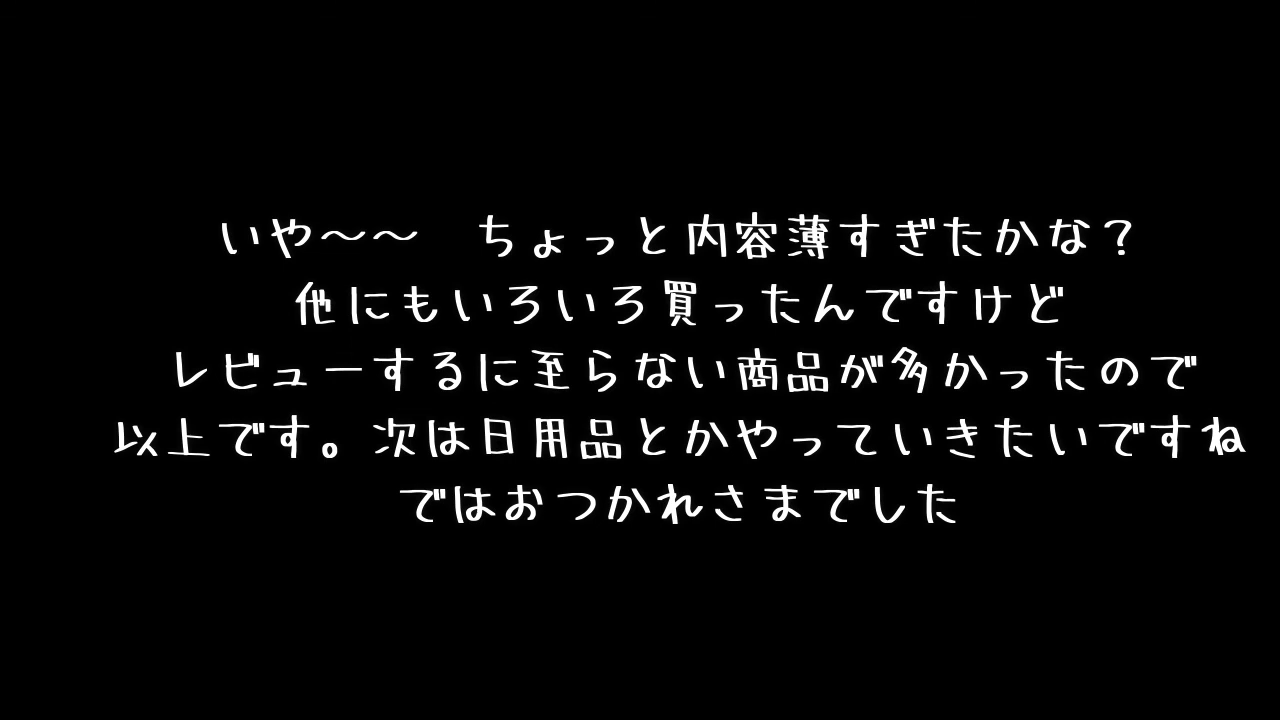 いや～～　ちょっと内容薄すぎたかな？
他にもいろいろ買ったんですけど
レビューするに至らない商品が多かったので
以上です。次は日用品とかやっていきたいですね
ではおつかれさまでした